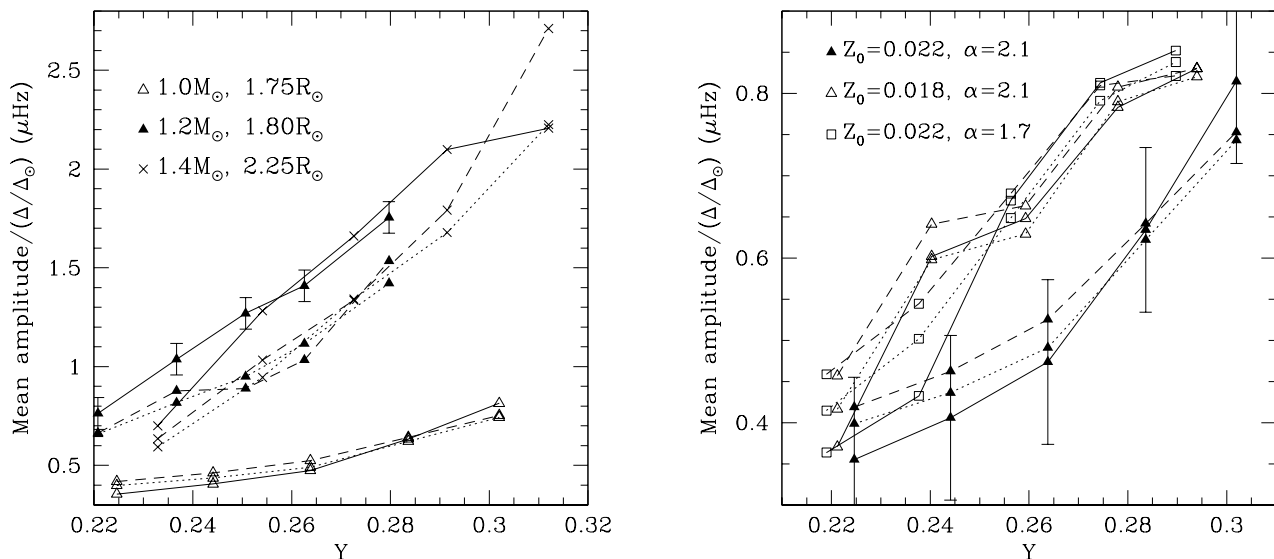 2.5
2
1.5
1
0.5
0.22
0.24
0.26
0.28
0.3
0.32
Y
Mean amplitude/(Δ/Δ⊙) (μHz)
1.0M⊙, 1.75R⊙
1.2M⊙, 1.80R⊙
1.4M⊙, 2.25R⊙
0.8
0.6
0.4
0.22
0.24
0.26
0.28
0.3
Y
Mean amplitude/(Δ/Δ⊙) (μHz)
Z₀=0.022, α=2.1
Z₀=0.018, α=2.1
Z₀=0.022, α=1.7